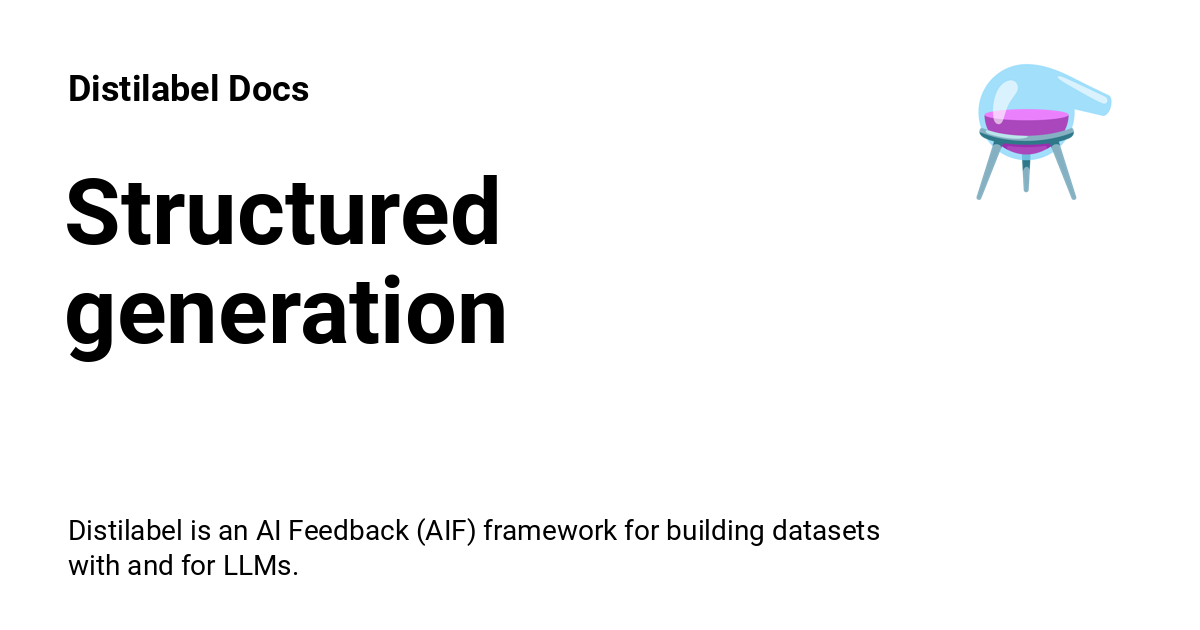 Distilabel Docs
Structured
generation
Distilabel is an AI Feedback (AIF) framework for building datasets
with and for LLMs.